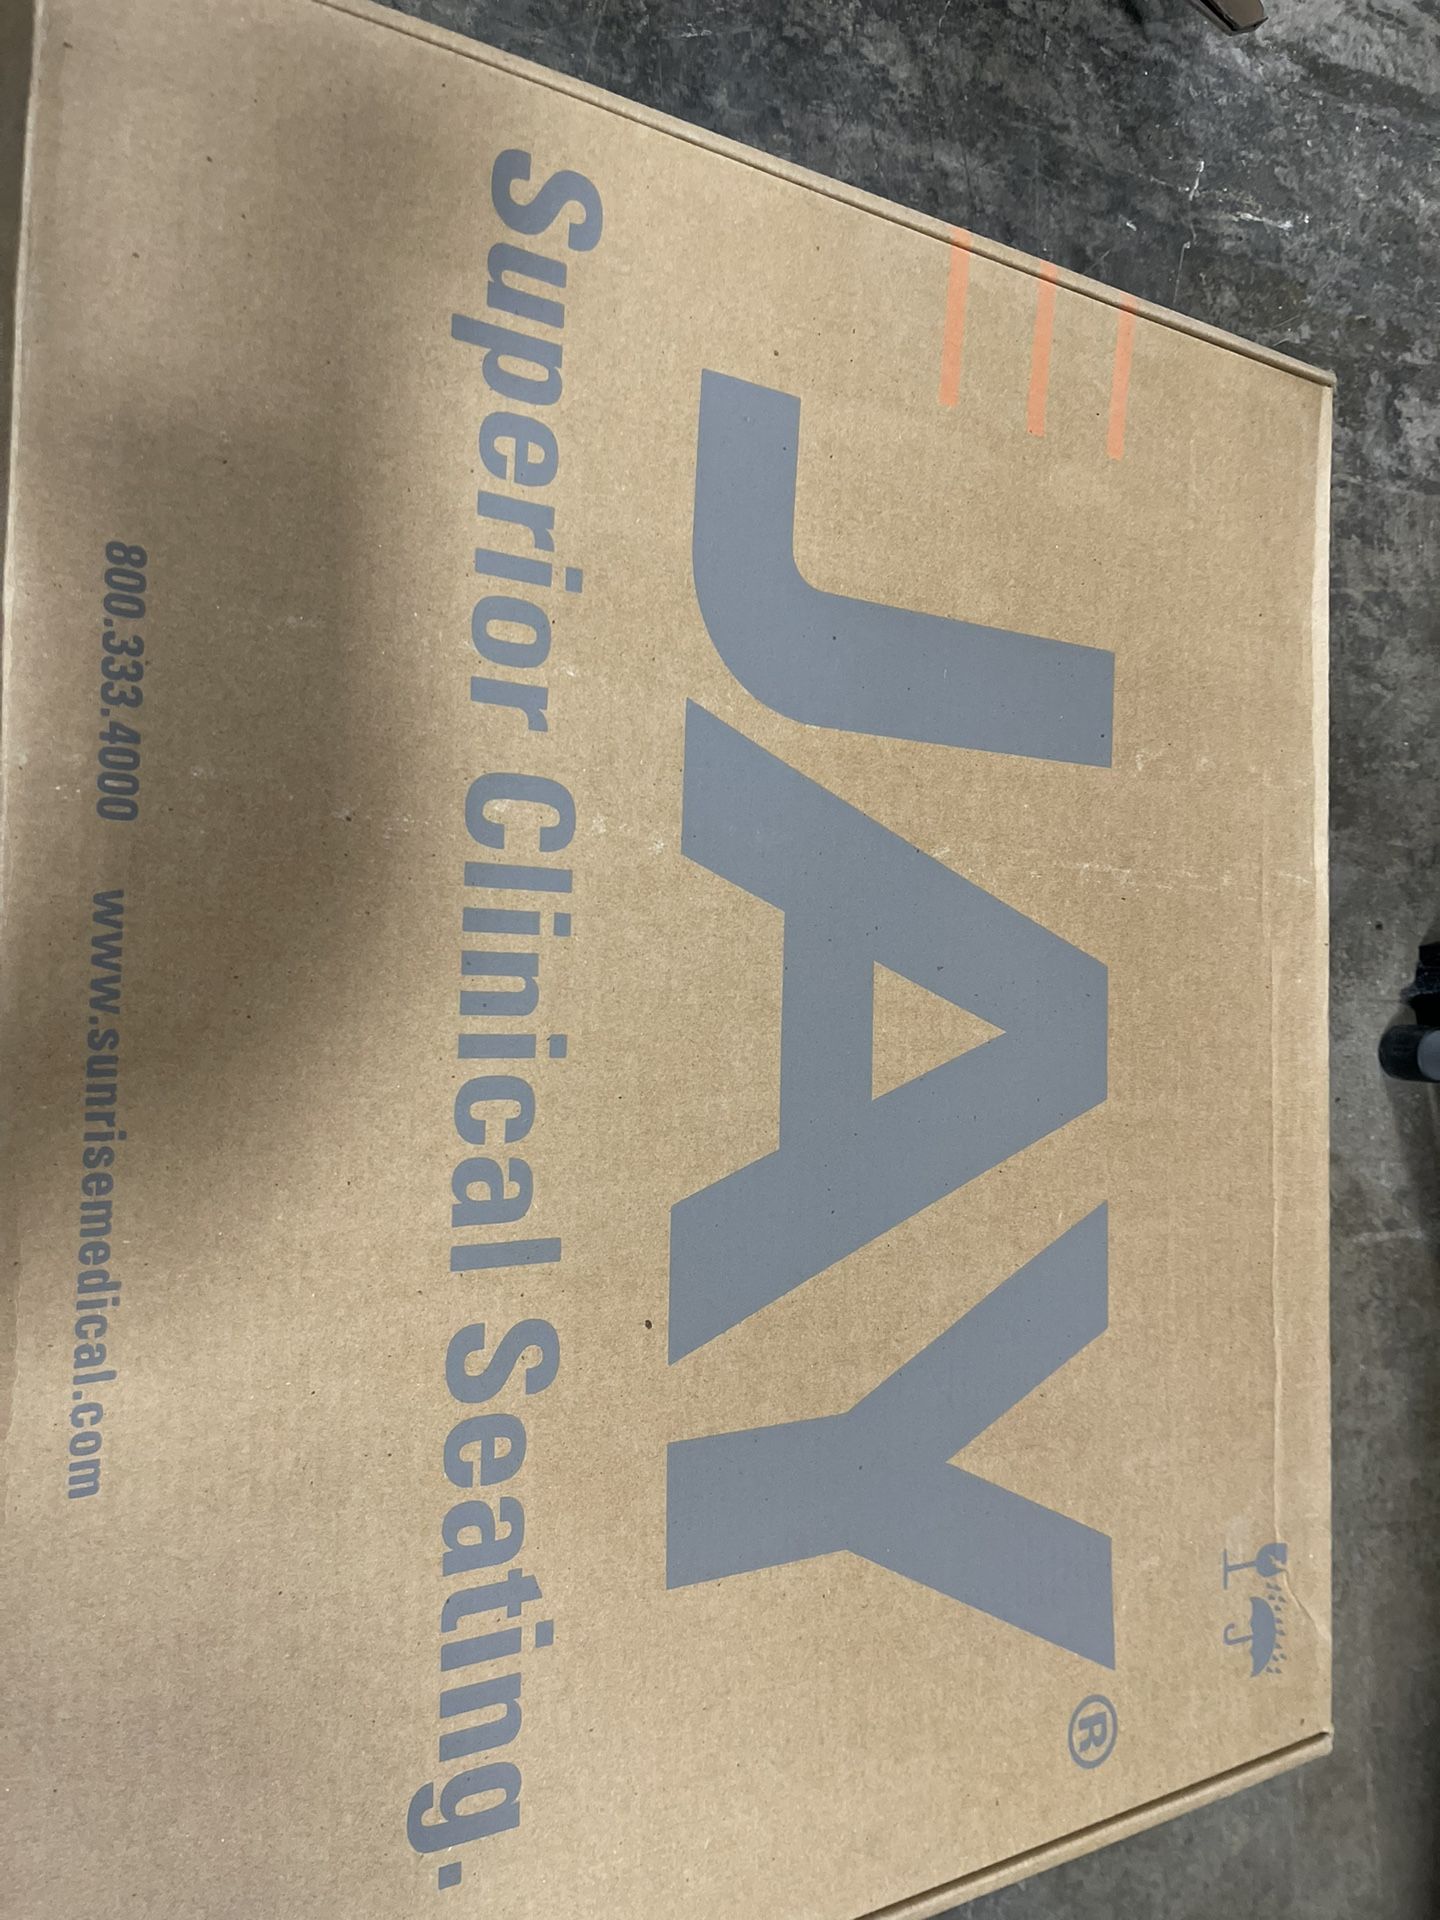 JAY®
Superior Clinical Seating.
800.333.4000 www.sunrisemedical.com